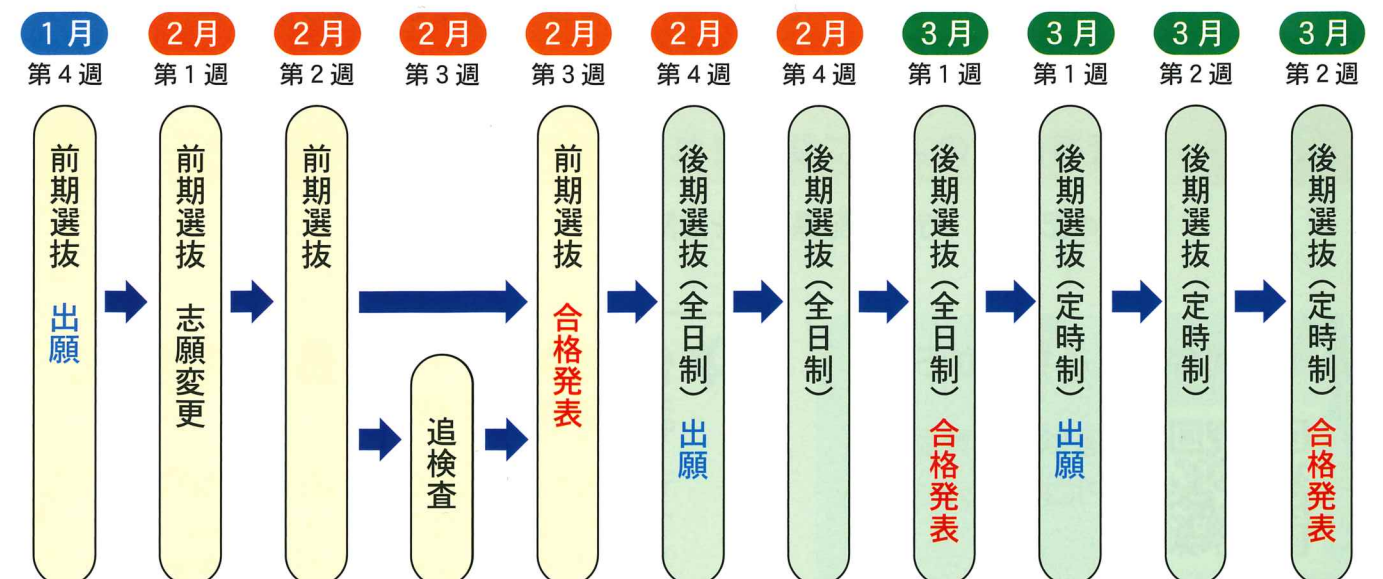 1月
第4週
前期選抜 出願
2月
第1週
前期選抜 志願変更
2月
第2週
前期選抜
2月
第3週
追検査
2月
第3週
前期選抜 合格発表
2月
第4週
後期選抜(全日制) 出願
2月
第4週
後期選抜(全日制)
3月
第1週
後期選抜(全日制) 合格発表
3月
第1週
後期選抜(定時制) 出願
3月
第2週
後期選抜(定時制)
3月
第2週
後期選抜(定時制) 合格発表